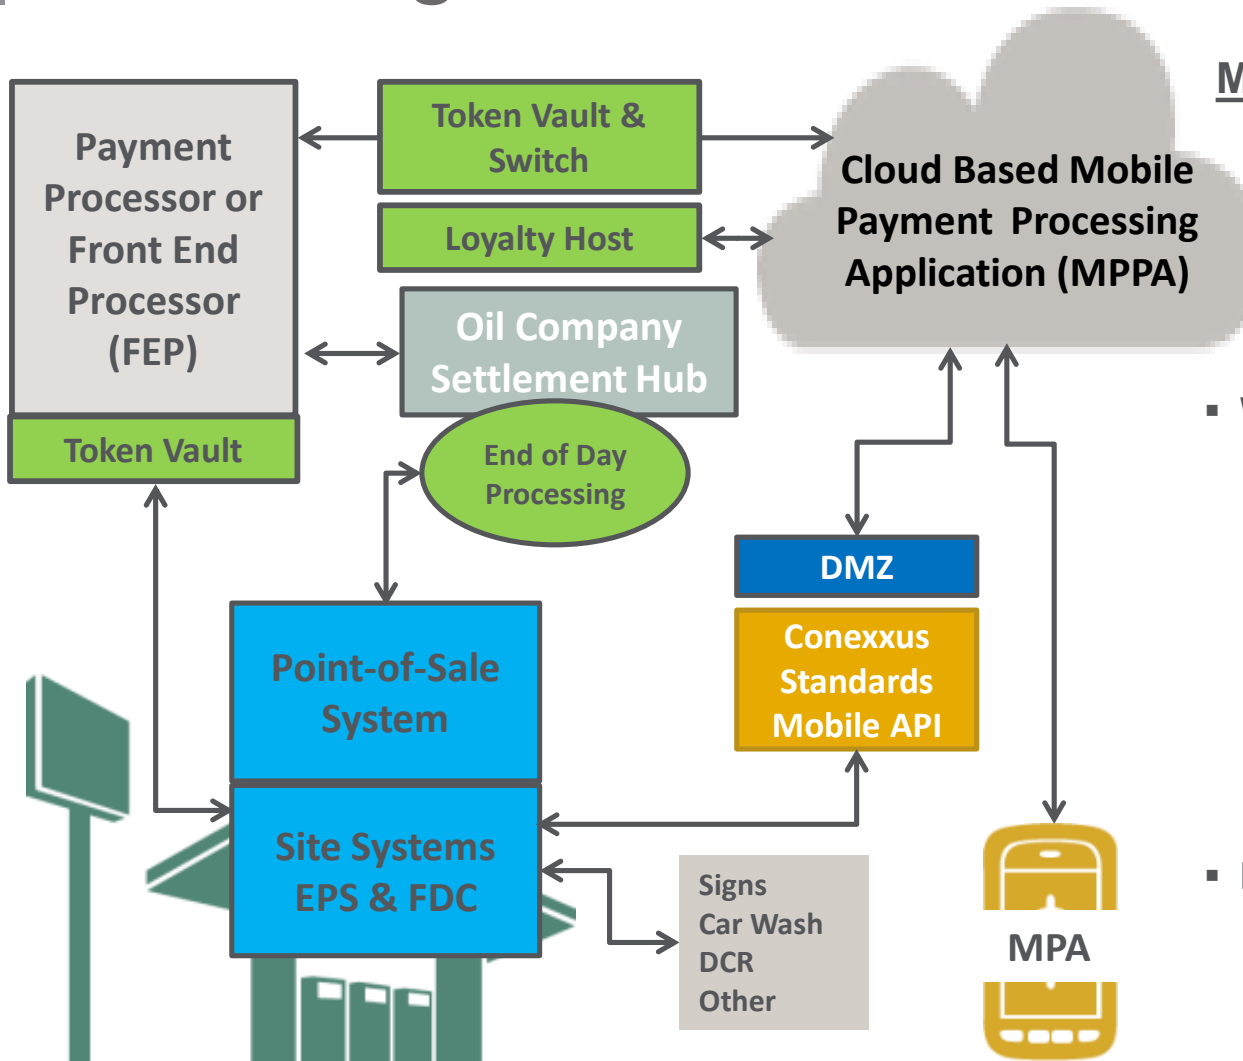 Payment
Processor or
Front End
Processor
(FEP)
Token Vault
Token Vault &
Switch
Loyalty Host
Oil Company
Settlement Hub
End of Day
Processing
Cloud Based Mobile
Payment Processing
Application (MPPA)
DMZ
Conexxus
Standards
Mobile API
Point-of-Sale
System
Site Systems
EPS & FDC
Signs
Car Wash
DCR
Other
MPA